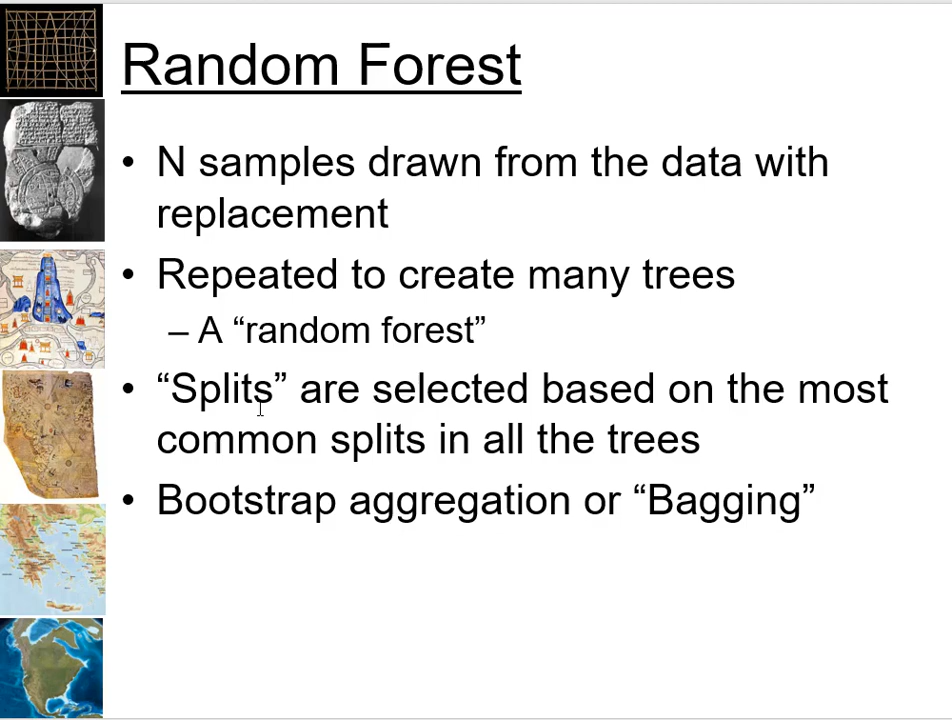 Random Forest
• N samples drawn from the data with
replacement
• Repeated to create many trees
– A “random forest”
• “Splits” are selected based on the most
common splits in all the trees
• Bootstrap aggregation or “Bagging”